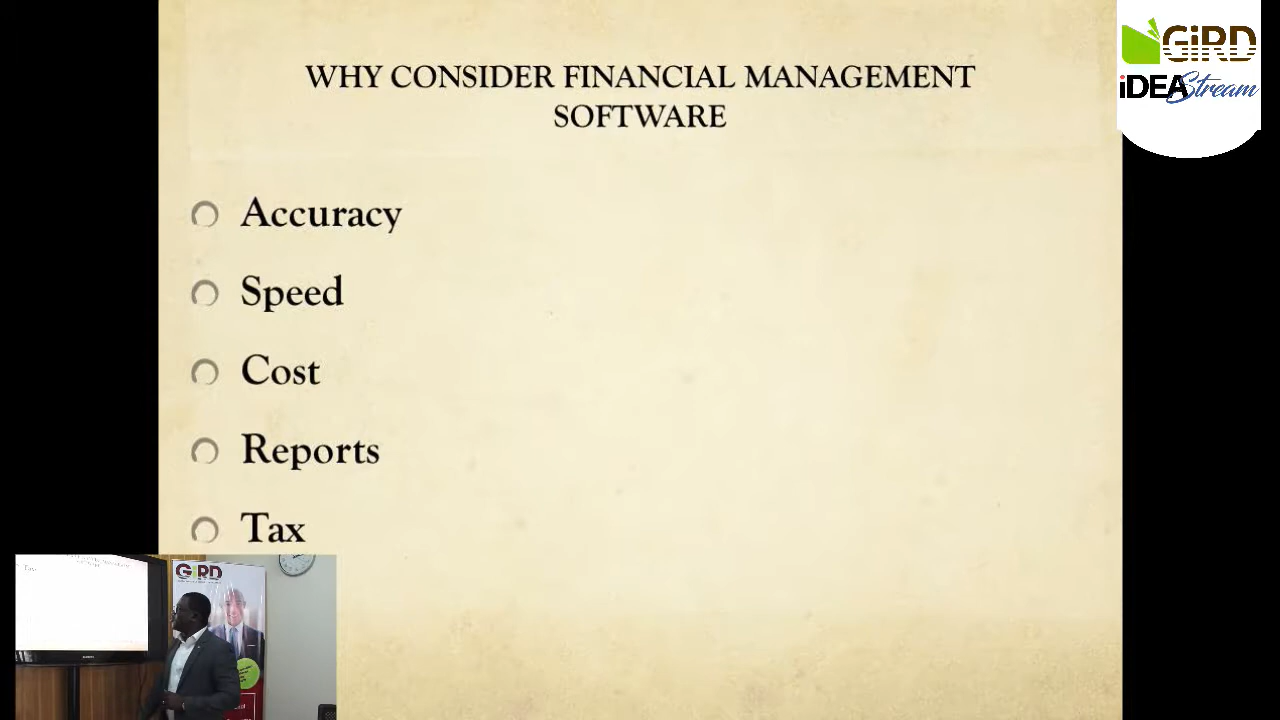 WHY CONSIDER FINANCIAL MANAGEMENT
SOFTWARE
GiRD
iDEA Stream
Accuracy
Speed
Cost
Reports
Tax
GiRD